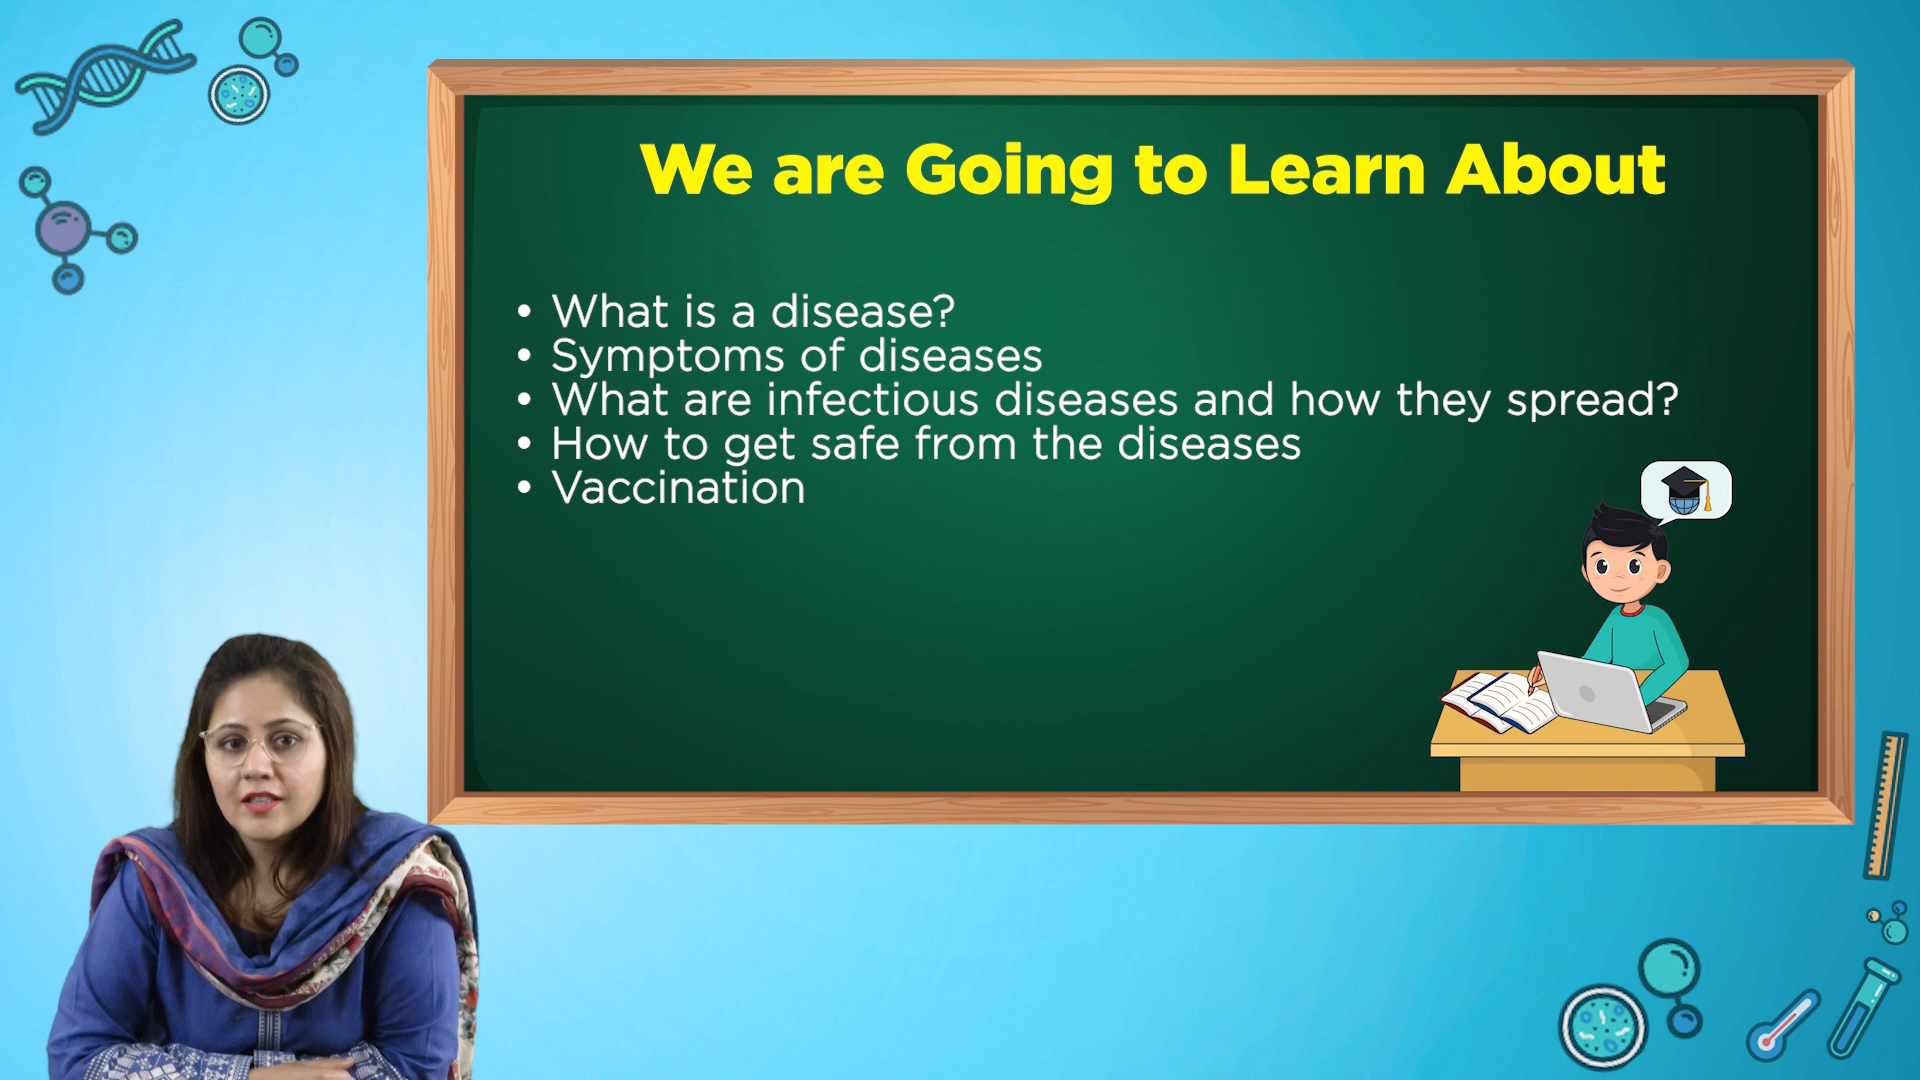 We are Going to Learn About
• What is a disease?
• Symptoms of diseases
• What are infectious diseases and how they spread?
• How to get safe from the diseases
• Vaccination